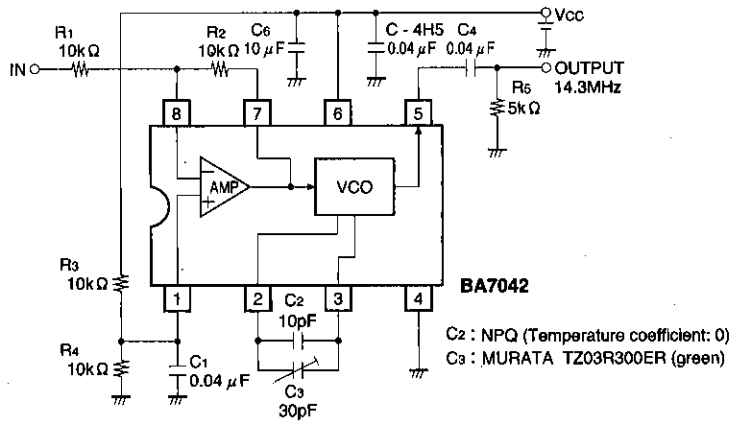 R1
10kΩ
IN
R2
10kΩ
C6
10 μF
C - 4H5
0.04 μF
C4
0.04 μF
Vcc
OUTPUT
14.3MHz
R5
5kΩ
8
7
6
5
AMP
−
+
VCO
R3
10kΩ
BA7042
1
2
3
4
C2
10pF
C2 : NPQ (Temperature coefficient: 0)
C3 : MURATA TZ03R300ER (green)
R4
10kΩ
C1
0.04 μF
C3
30pF